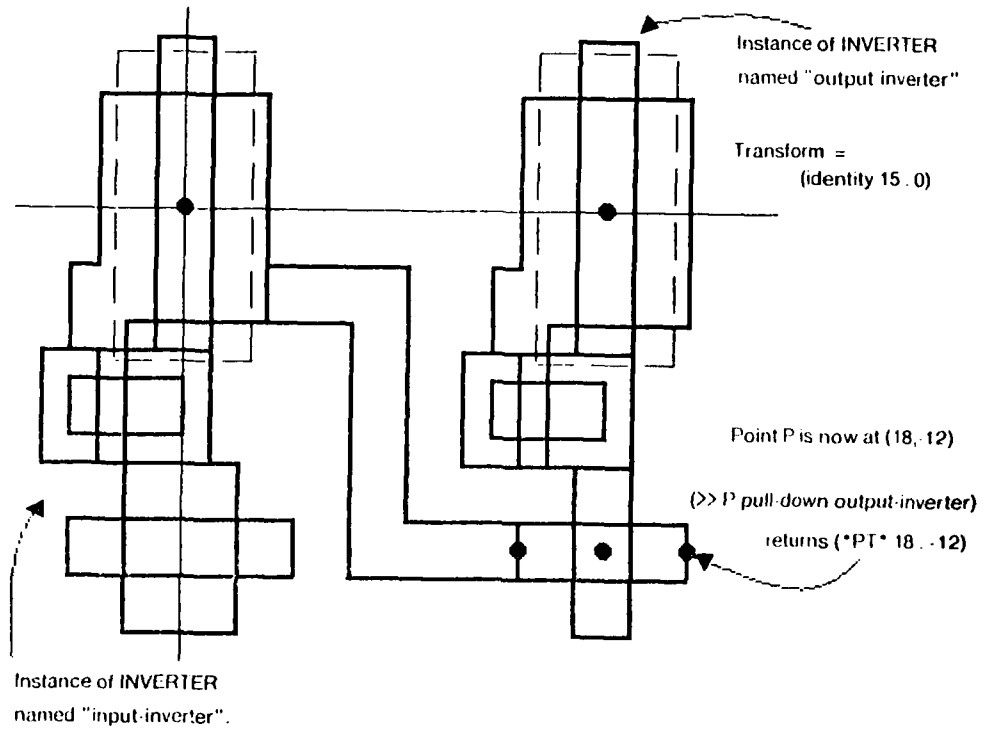 Instance of INVERTER
named "output inverter"
Transform =
(identity 15 . 0)
Point P is now at (18, -12)
(>> P pull-down output-inverter)
returns (*PT* 18 . -12)
Instance of INVERTER
named "input-inverter".